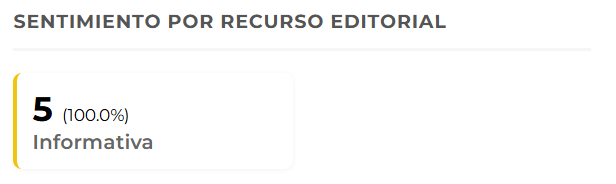 SENTIMIENTO POR RECURSO EDITORIAL
5 (100.0%)
Informativa